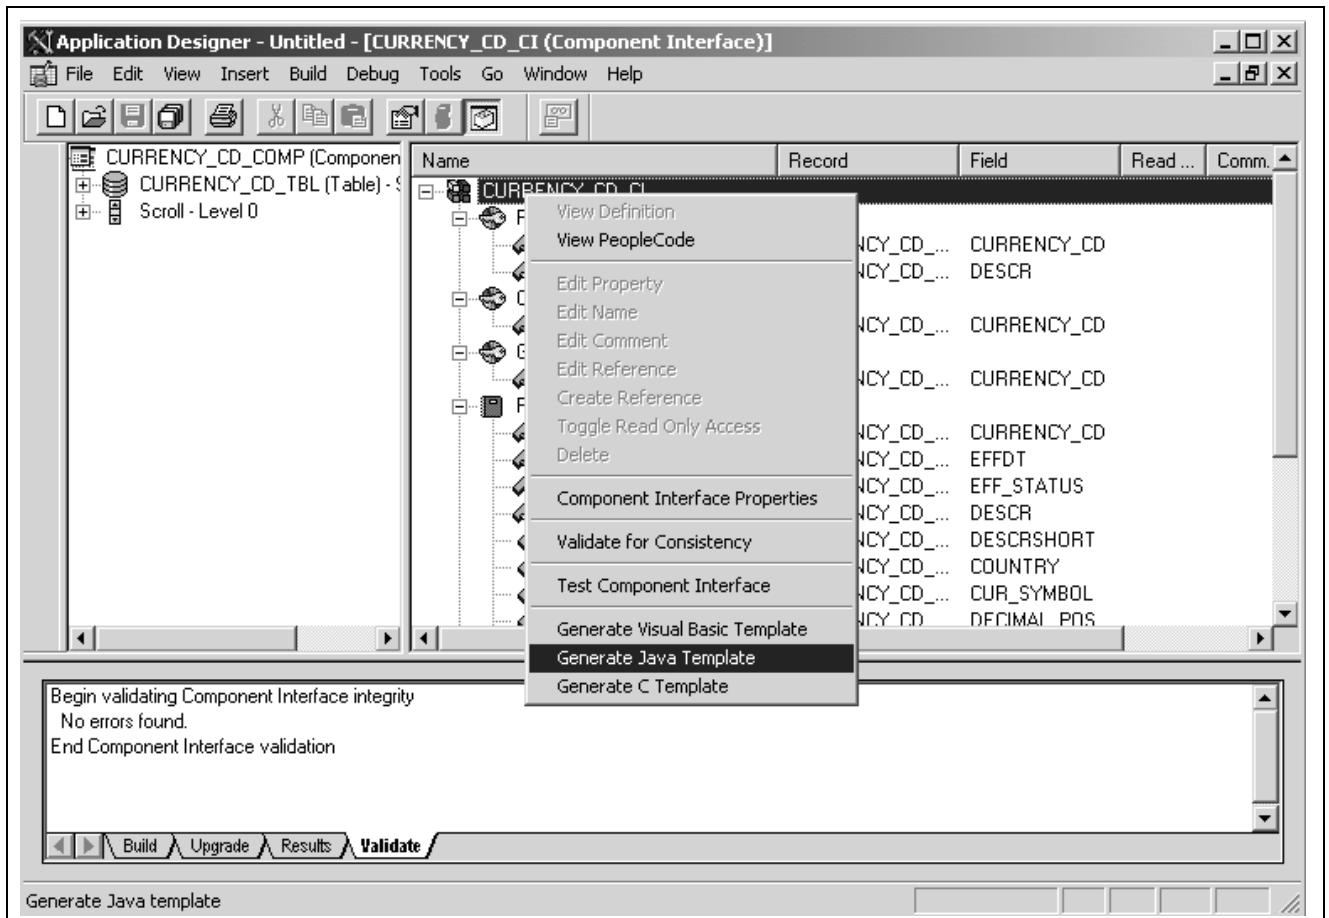 Application Designer - Untitled - [CURRENCY_CD_CI (Component Interface)]
File Edit View Insert Build Debug Tools Go Window Help
CURRENCY_CD_COMP (Componen
CURRENCY_CD_TBL (Table) - S
Scroll - Level 0
Name Record Field Read ... Comm.
CURRENCY_CD_CI
F
NCY_CD_... CURRENCY_CD
NCY_CD_... DESCR
C
NCY_CD_... CURRENCY_CD
G
NCY_CD_... CURRENCY_CD
F
NCY_CD_... CURRENCY_CD
NCY_CD_... EFFDT
NCY_CD_... EFF_STATUS
NCY_CD_... DESCR
NCY_CD_... DESCRSHORT
NCY_CD_... COUNTRY
NCY_CD_... CUR_SYMBOL
NCY_CD DECIMAL_POS
View Definition
View PeopleCode
Edit Property
Edit Name
Edit Comment
Edit Reference
Create Reference
Toggle Read Only Access
Delete
Component Interface Properties
Validate for Consistency
Test Component Interface
Generate Visual Basic Template
Generate Java Template
Generate C Template
Begin validating Component Interface integrity
No errors found.
End Component Interface validation
Build Upgrade Results Validate
Generate Java template